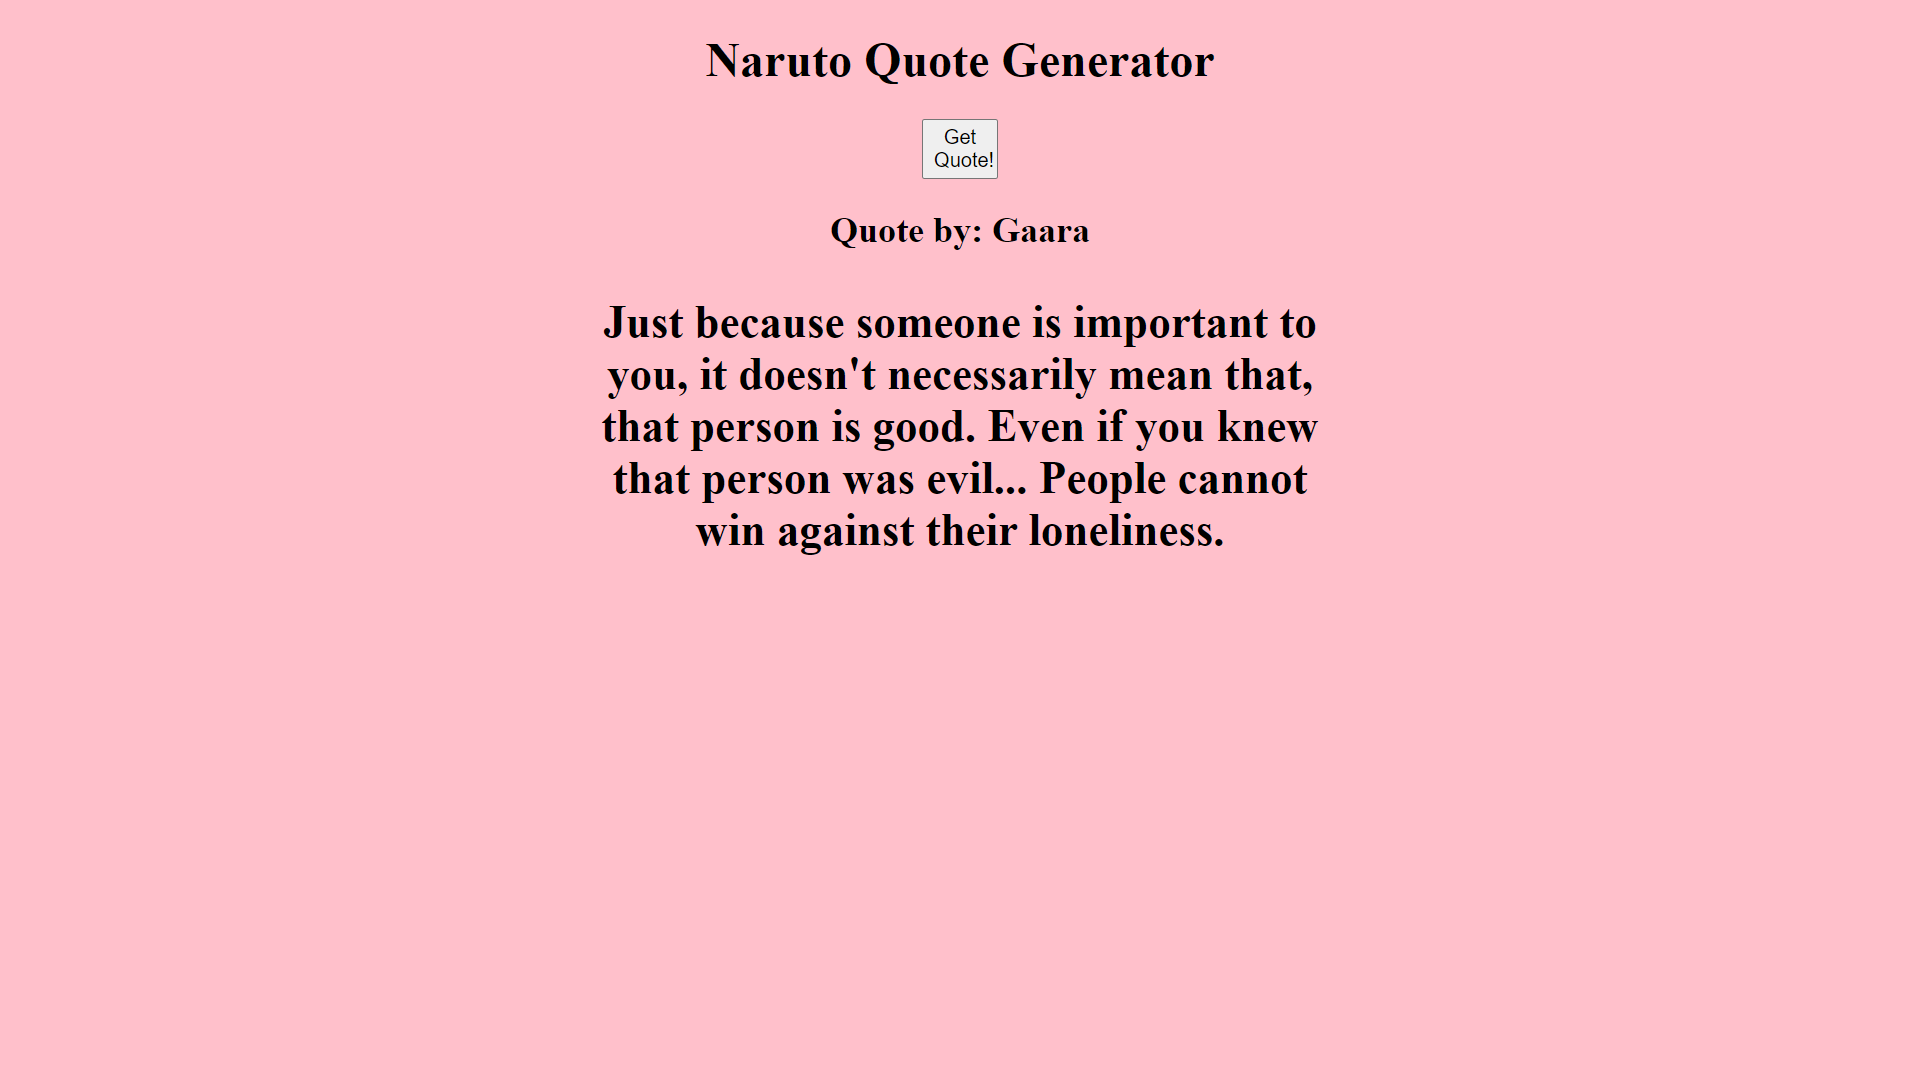 Naruto Quote Generator
Get
Quote!
Quote by: Gaara
Just because someone is important to
you, it doesn't necessarily mean that,
that person is good. Even if you knew
that person was evil... People cannot
win against their loneliness.